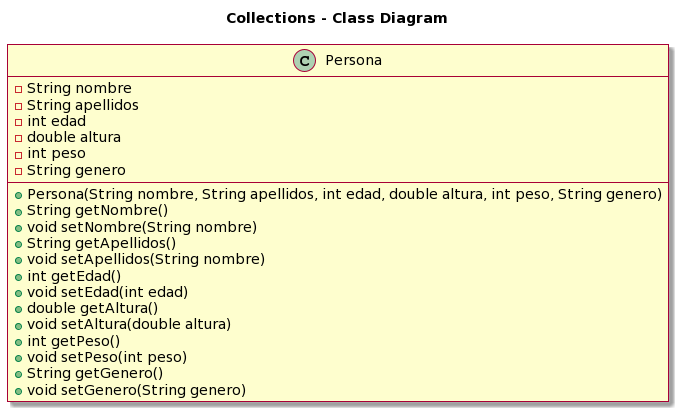 Collections - Class Diagram
C Persona
String nombre
String apellidos
int edad
double altura
int peso
String genero
Persona(String nombre, String apellidos, int edad, double altura, int peso, String genero)
String getNombre()
void setNombre(String nombre)
String getApellidos()
void setApellidos(String nombre)
int getEdad()
void setEdad(int edad)
double getAltura()
void setAltura(double altura)
int getPeso()
void setPeso(int peso)
String getGenero()
void setGenero(String genero)